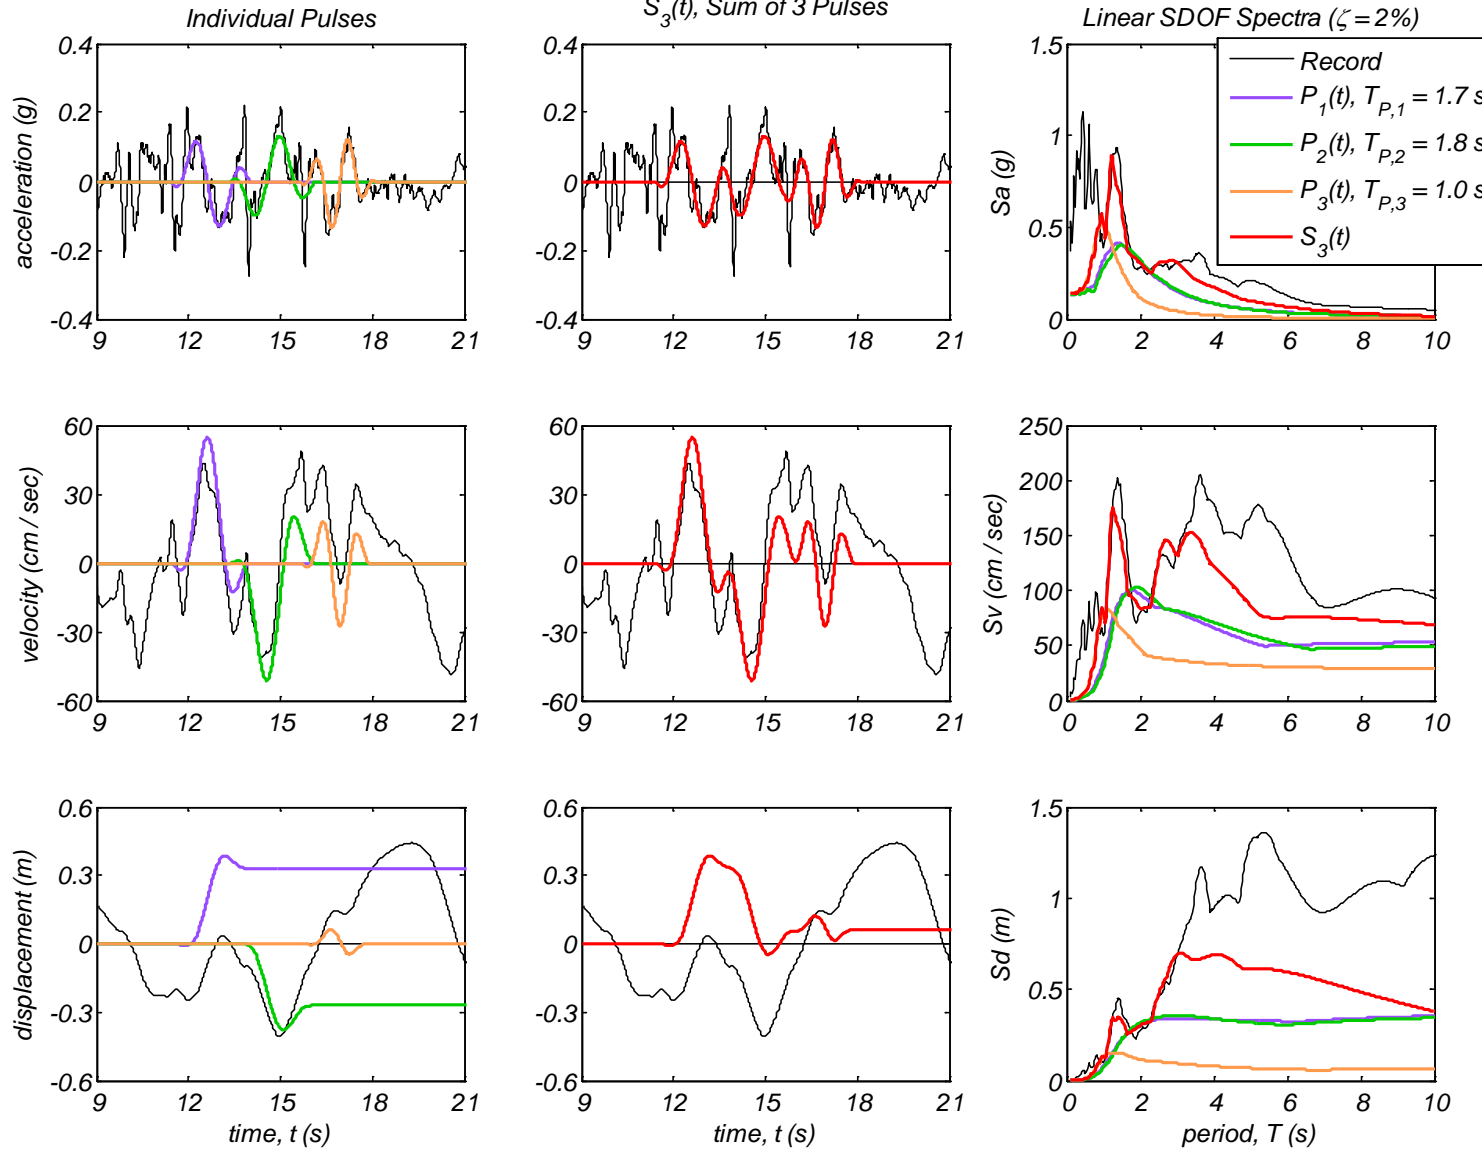 Individual Pulses
S3(t), Sum of 3 Pulses
Linear SDOF Spectra (ζ = 2%)
acceleration (g)
0.4
0.2
0
-0.2
-0.4
9 12 15 18 21
0.4
0.2
0
-0.2
-0.4
9 12 15 18 21
Sa (g)
1.5
1
0.5
0
0 2 4 6 8 10
Record
P1(t), TP,1 = 1.7 s
P2(t), TP,2 = 1.8 s
P3(t), TP,3 = 1.0 s
S3(t)
velocity (cm / sec)
60
30
0
-30
-60
9 12 15 18 21
60
30
0
-30
-60
9 12 15 18 21
Sv (cm / sec)
250
200
150
100
50
0
0 2 4 6 8 10
displacement (m)
0.6
0.3
0
-0.3
-0.6
9 12 15 18 21
time, t (s)
0.6
0.3
0
-0.3
-0.6
9 12 15 18 21
time, t (s)
Sd (m)
1.5
1
0.5
0
0 2 4 6 8 10
period, T (s)